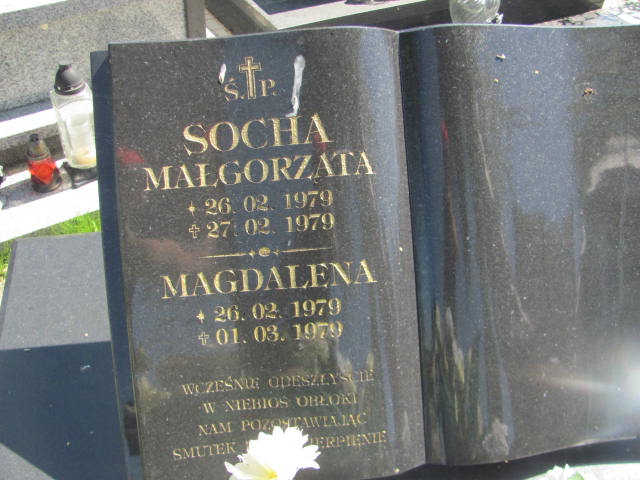 Ś. P.
SOCHA
MAŁGORZATA
26. 02. 1979
✝ 27. 02. 1979
MAGDALENA
26. 02. 1979
✝ 01. 03. 1979
WCZEŚNIE ODESZŁYŚCIE
W NIEBIOS OBŁOKI
NAM POZOSTAWIAJĄC
SMUTEK